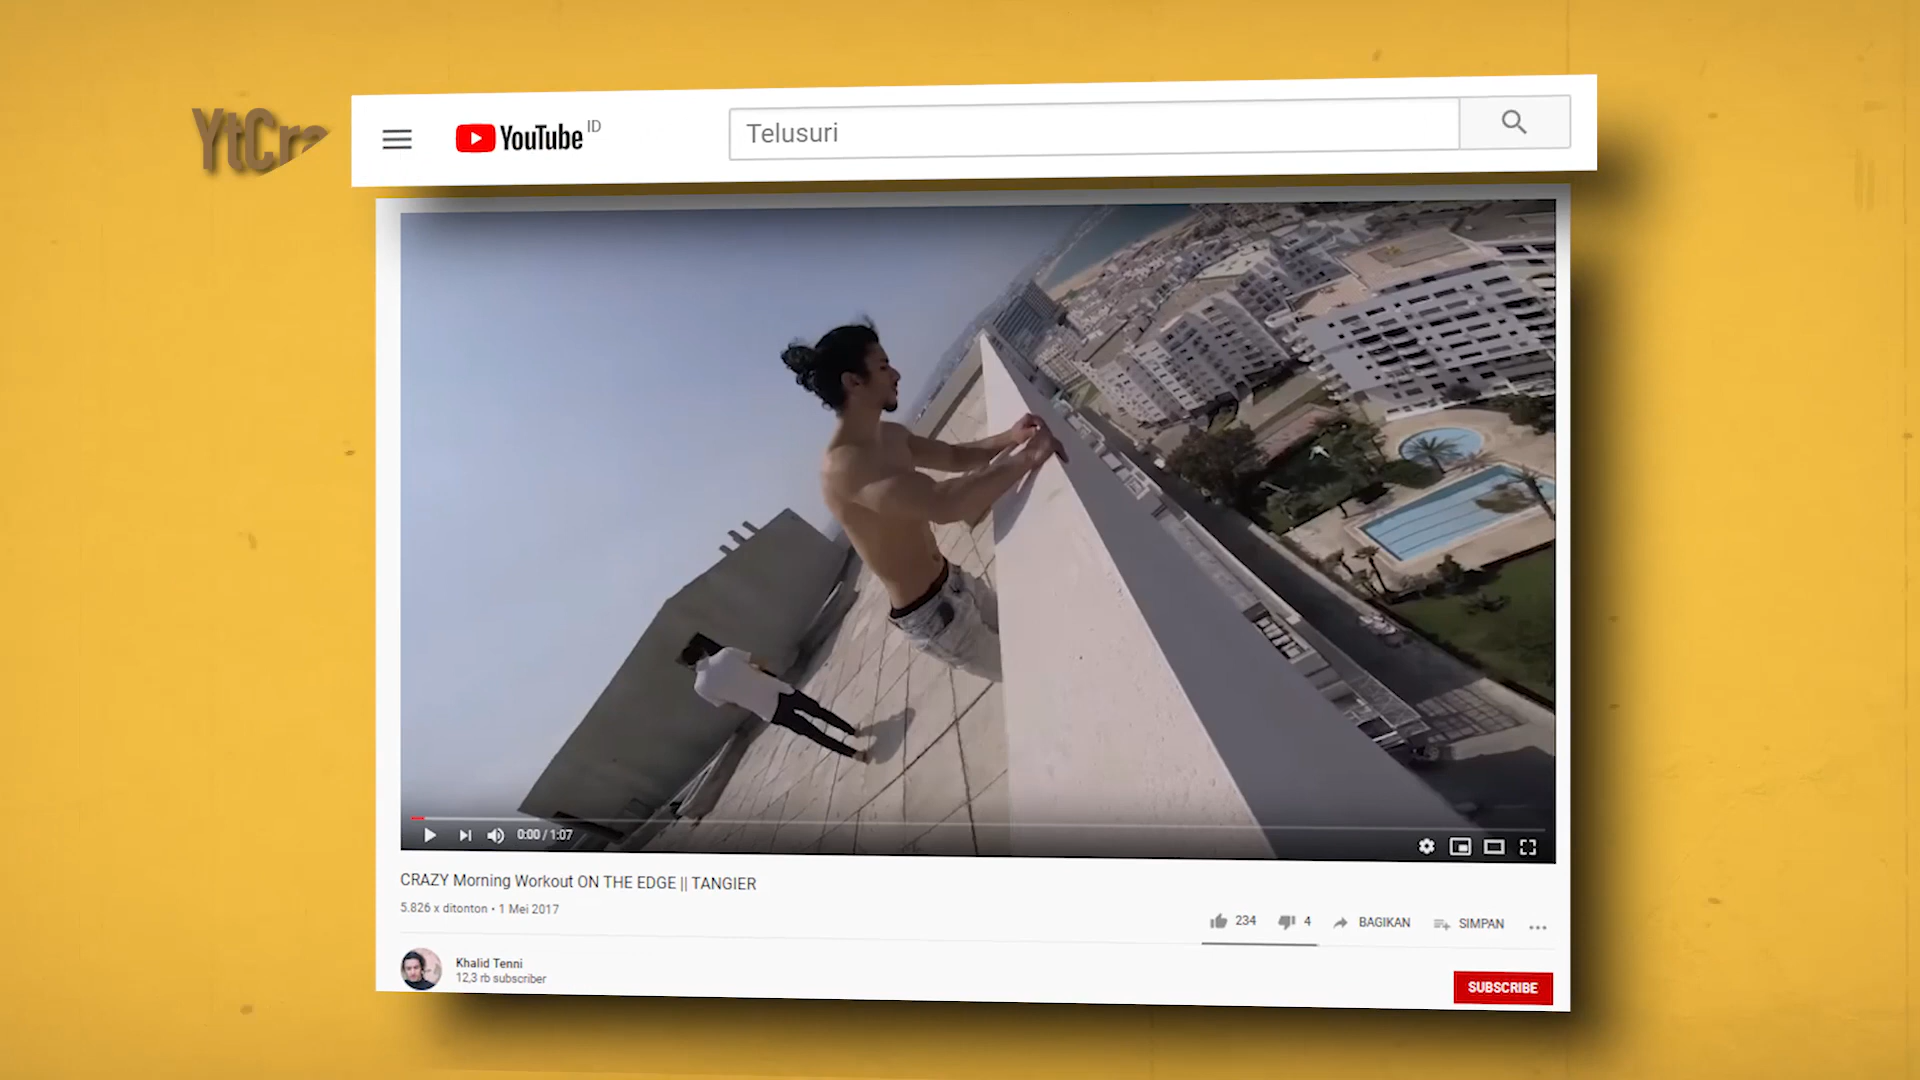 YtCra
YouTube ID
Telusuri
0:00 / 1:07
CRAZY Morning Workout ON THE EDGE || TANGIER
5.826 x ditonton • 1 Mei 2017
234 4 BAGIKAN SIMPAN
Khalid Tenni
12,3 rb subscriber
SUBSCRIBE